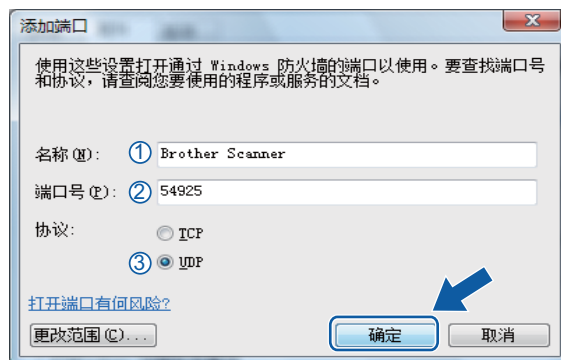 添加端口
使用这些设置打开通过 Windows 防火墙的端口以使用。要查找端口号
和协议，请查阅您要使用的程序或服务的文档。
名称(N): ① Brother Scanner
端口号(P): ② 54925
协议: TCP
③ UDP
打开端口有何风险?
更改范围(C)... 确定 取消